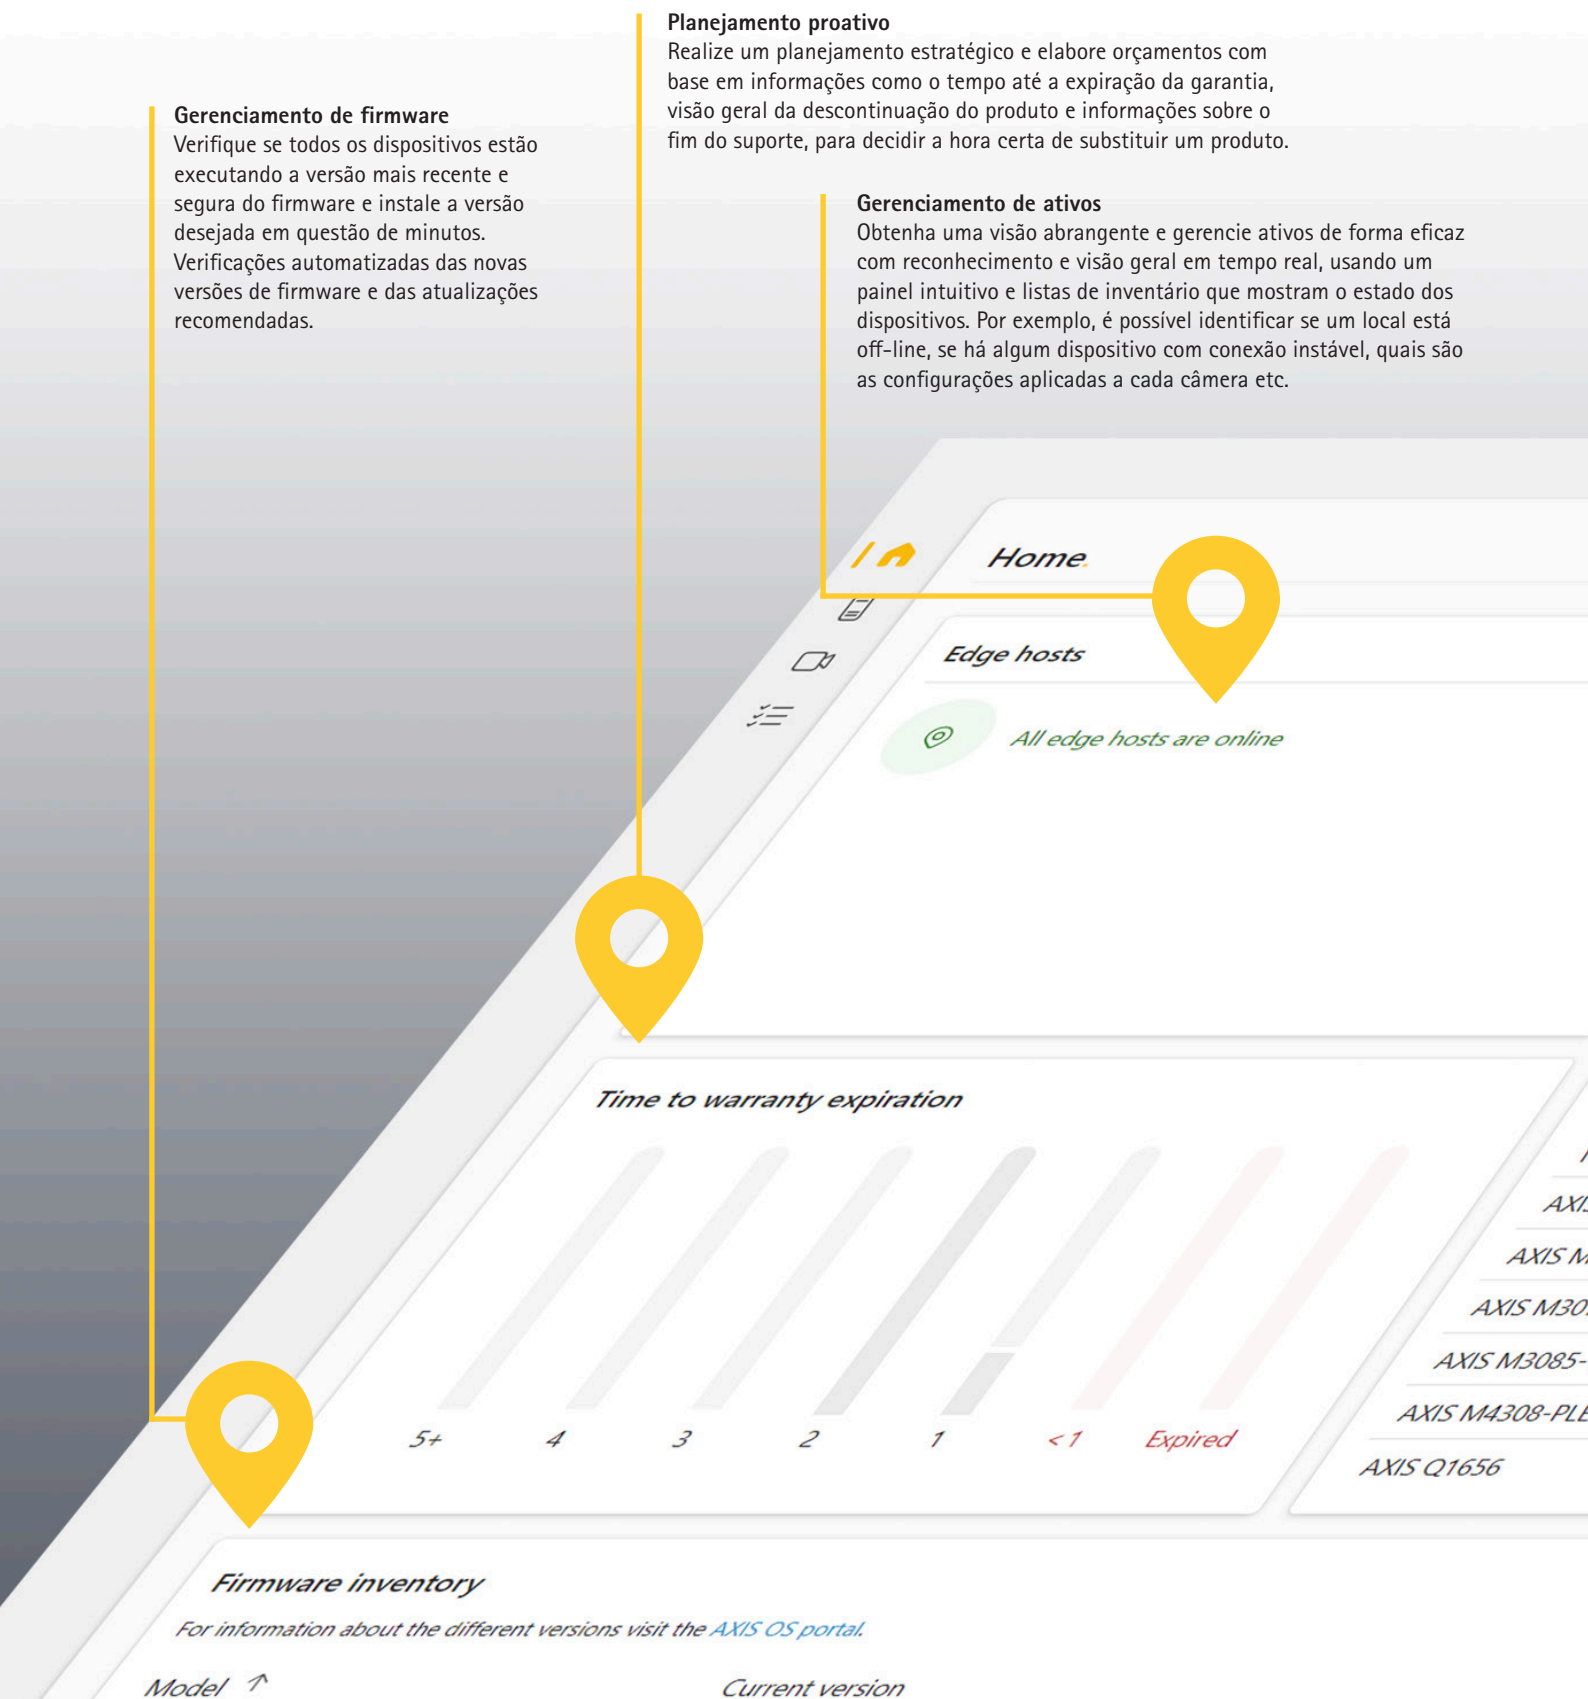 Planejamento proativo
Realize um planejamento estratégico e elabore orçamentos com
base em informações como o tempo até a expiração da garantia,
visão geral da descontinuação do produto e informações sobre o
fim do suporte, para decidir a hora certa de substituir um produto.
Gerenciamento de firmware
Verifique se todos os dispositivos estão
executando a versão mais recente e
segura do firmware e instale a versão
desejada em questão de minutos.
Verificações automatizadas das novas
versões de firmware e das atualizações
recomendadas.
Gerenciamento de ativos
Obtenha uma visão abrangente e gerencie ativos de forma eficaz
com reconhecimento e visão geral em tempo real, usando um
painel intuitivo e listas de inventário que mostram o estado dos
dispositivos. Por exemplo, é possível identificar se um local está
off-line, se há algum dispositivo com conexão instável, quais são
as configurações aplicadas a cada câmera etc.
Home.
Edge hosts
All edge hosts are online
Time to warranty expiration
5+ 4 3 2 1 <1 Expired
AXIS M
AXIS M30
AXIS M3085-
AXIS M4308-PLE
AXIS Q1656
Firmware inventory
For information about the different versions visit the AXIS OS portal.
Model ↑ Current version